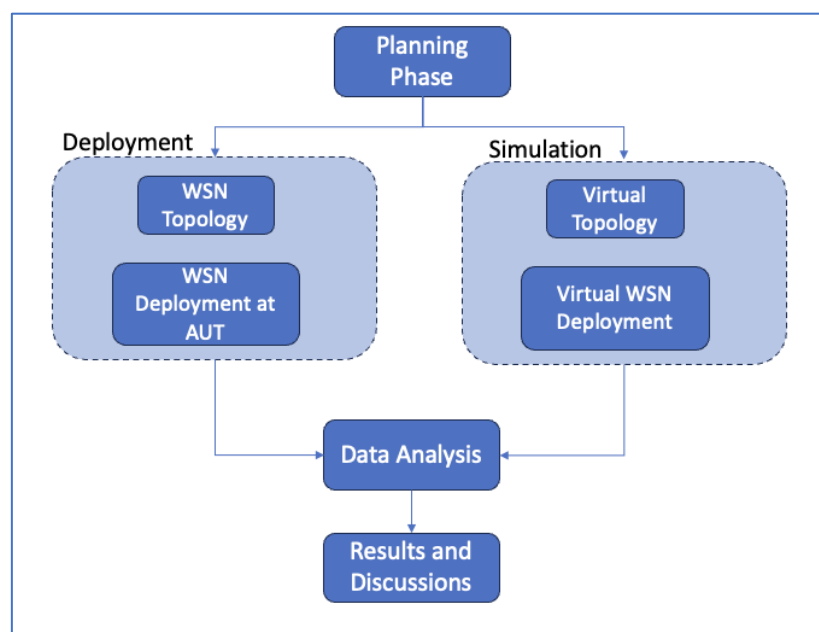 Planning
Phase
Deployment
WSN
Topology
WSN
Deployment at
AUT
Simulation
Virtual
Topology
Virtual WSN
Deployment
Data Analysis
Results and
Discussions